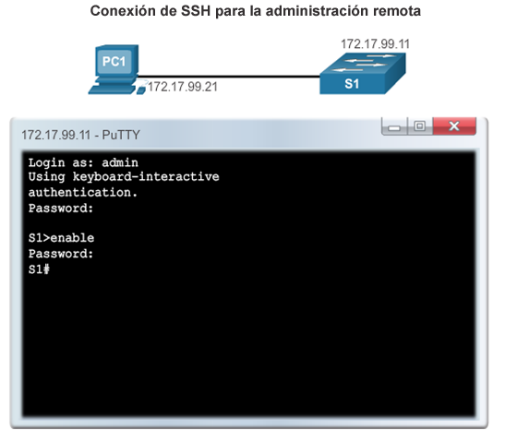 Conexión de SSH para la administración remota
172.17.99.11
PC1
172.17.99.21
S1
172.17.99.11 - PuTTY
Login as: admin
Using keyboard-interactive
authentication.
Password:
S1>enable
Password:
S1#